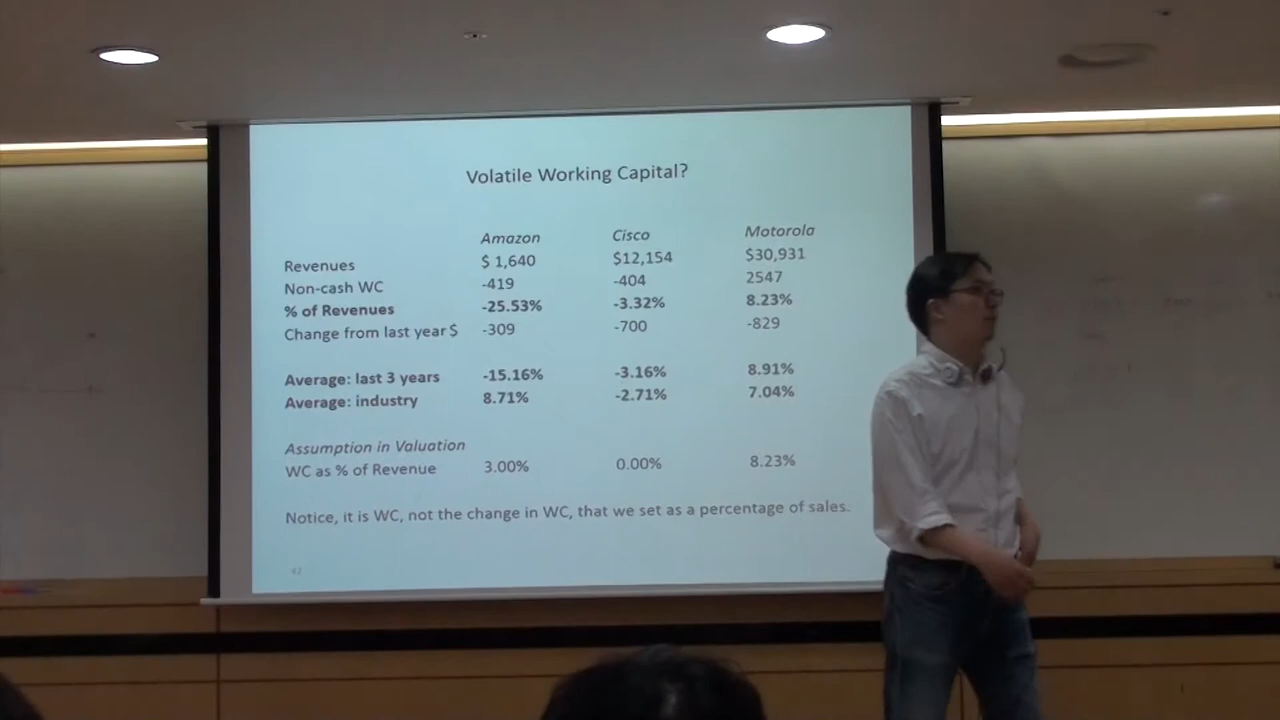 Volatile Working Capital?
Amazon Cisco Motorola
Revenues $ 1,640 $12,154 $30,931
Non-cash WC -419 -404 2547
% of Revenues -25.53% -3.32% 8.23%
Change from last year $ -309 -700 -829
Average: last 3 years -15.16% -3.16% 8.91%
Average: industry 8.71% -2.71% 7.04%
Assumption in Valuation
WC as % of Revenue 3.00% 0.00% 8.23%
Notice, it is WC, not the change in WC, that we set as a percentage of sales.